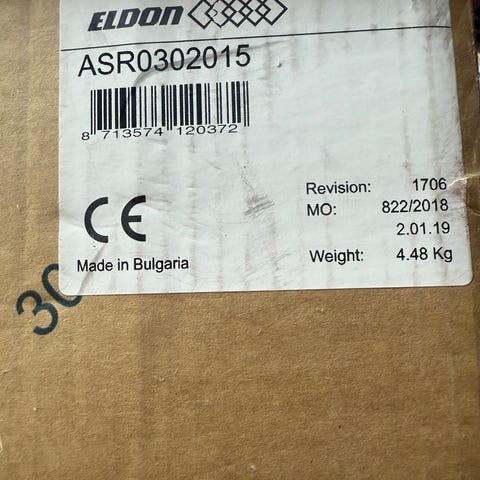 ELDON
ASR0302015
8 713574 120372
Revision: 1706
MO: 822/2018
2.01.19
Weight: 4.48 Kg
CE
Made in Bulgaria
30